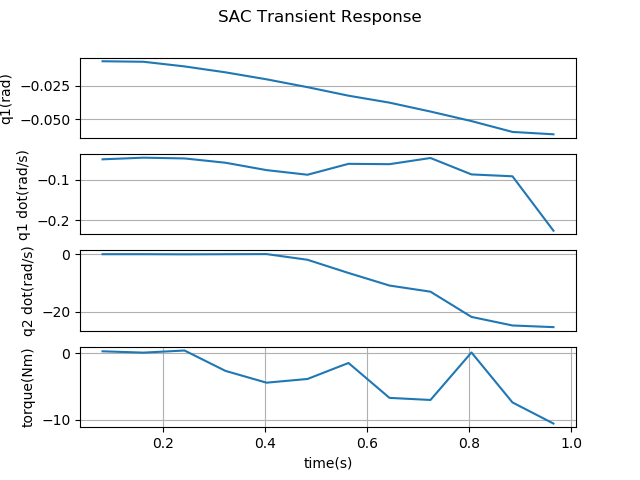 SAC Transient Response
q1(rad)
−0.025
−0.050
q1 dot(rad/s)
−0.1
−0.2
q2 dot(rad/s)
0
−20
torque(Nm)
0
−10
0.2 0.4 0.6 0.8 1.0
time(s)